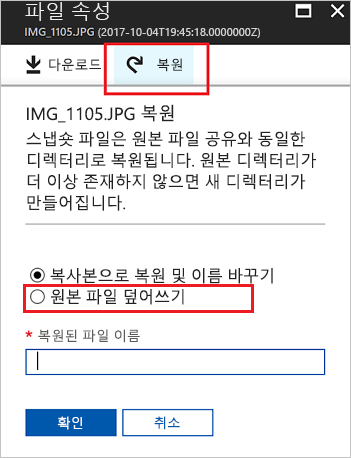 파일 속성
IMG_1105.JPG (2017-10-04T19:45:18.0000000Z)
다운로드 복원
IMG_1105.JPG 복원
스냅숏 파일은 원본 파일 공유와 동일한
디렉터리로 복원됩니다. 원본 디렉터리가
더 이상 존재하지 않으면 새 디렉터리가
만들어집니다.
복사본으로 복원 및 이름 바꾸기
원본 파일 덮어쓰기
* 복원된 파일 이름
확인 취소